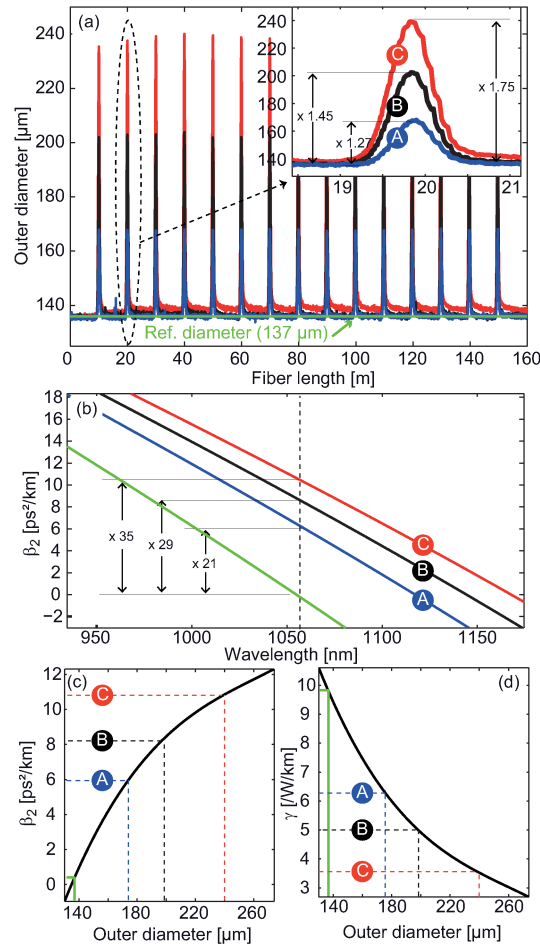 (a)
Outer diameter [µm]
240
220
200
180
160
140
0
20
40
60
80
100
120
140
160
Fiber length [m]
Ref. diameter (137 µm)
240
220
200
180
160
140
19
20
21
C
B
A
x 1.45
x 1.27
x 1.75
(b)
β2 [ps²/km]
18
16
14
12
10
8
6
4
2
0
−2
950
1000
1050
1100
1150
Wavelength [nm]
x 35
x 29
x 21
C
B
A
(c)
β2 [ps²/km]
12
10
8
6
4
2
0
130
180
220
260
Outer diameter [µm]
C
B
A
(d)
γ [/W/km]
10
9
8
7
6
5
4
3
130
180
220
260
Outer diameter [µm]
A
B
C